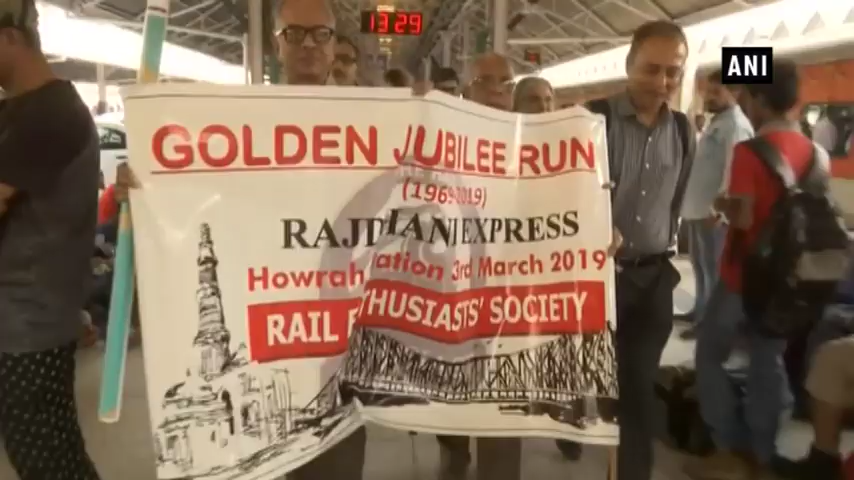 13:29
ANI
GOLDEN JUBILEE RUN
(1969-2019)
EXPRESS
Howrah 3rd March 2019
RAIL SOCIETY